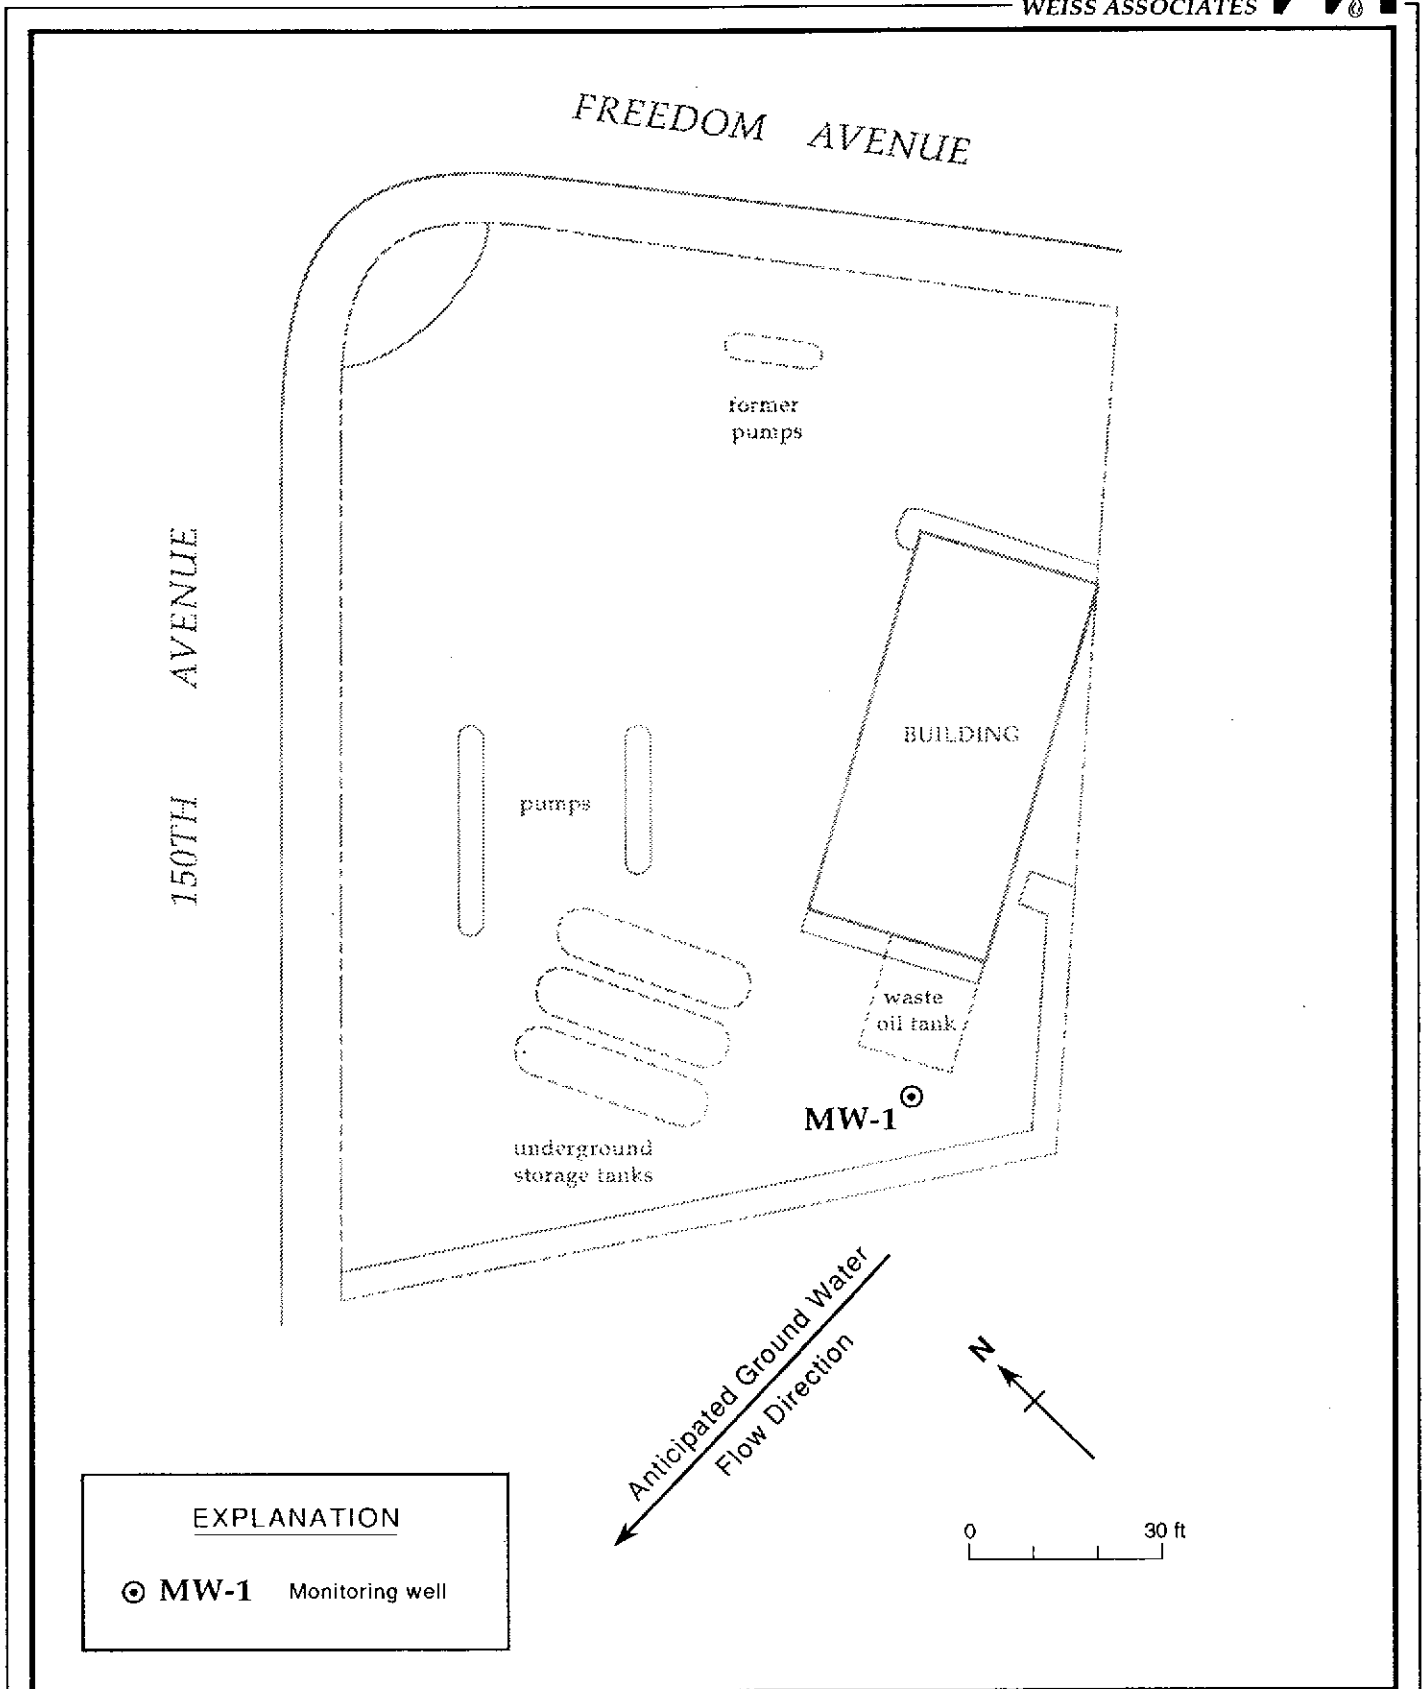 WEISS ASSOCIATES
FREEDOM AVENUE
former
pumps
150TH AVENUE
BUILDING
pumps
waste
oil tank
MW-1
underground
storage tanks
Anticipated Ground Water
Flow Direction
N
0 30 ft
EXPLANATION
MW-1 Monitoring well